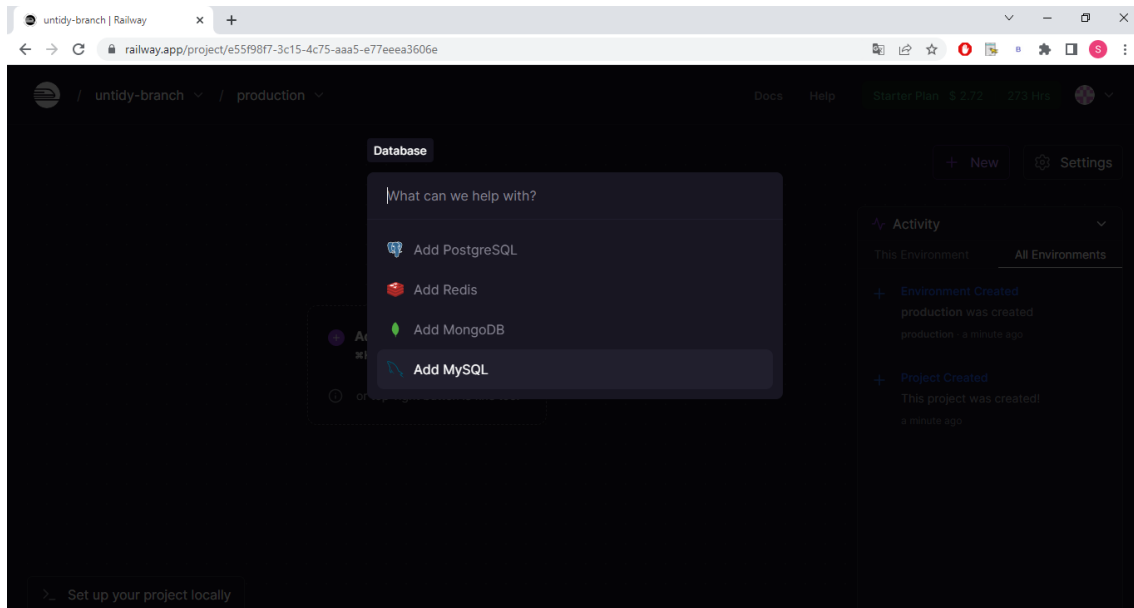 untidy-branch | Railway
railway.app/project/e55f98f7-3c15-4c75-aaa5-e77eeea3606e
S
/ untidy-branch / production
Docs Help Starter Plan $ 2.72 273 Hrs
+ New Settings
Database
What can we help with?
Add PostgreSQL
Add Redis
Add MongoDB
Add MySQL
Activity
This Environment All Environments
Environment Created
production was created
production · a minute ago
Project Created
This project was created!
a minute ago
>_ Set up your project locally